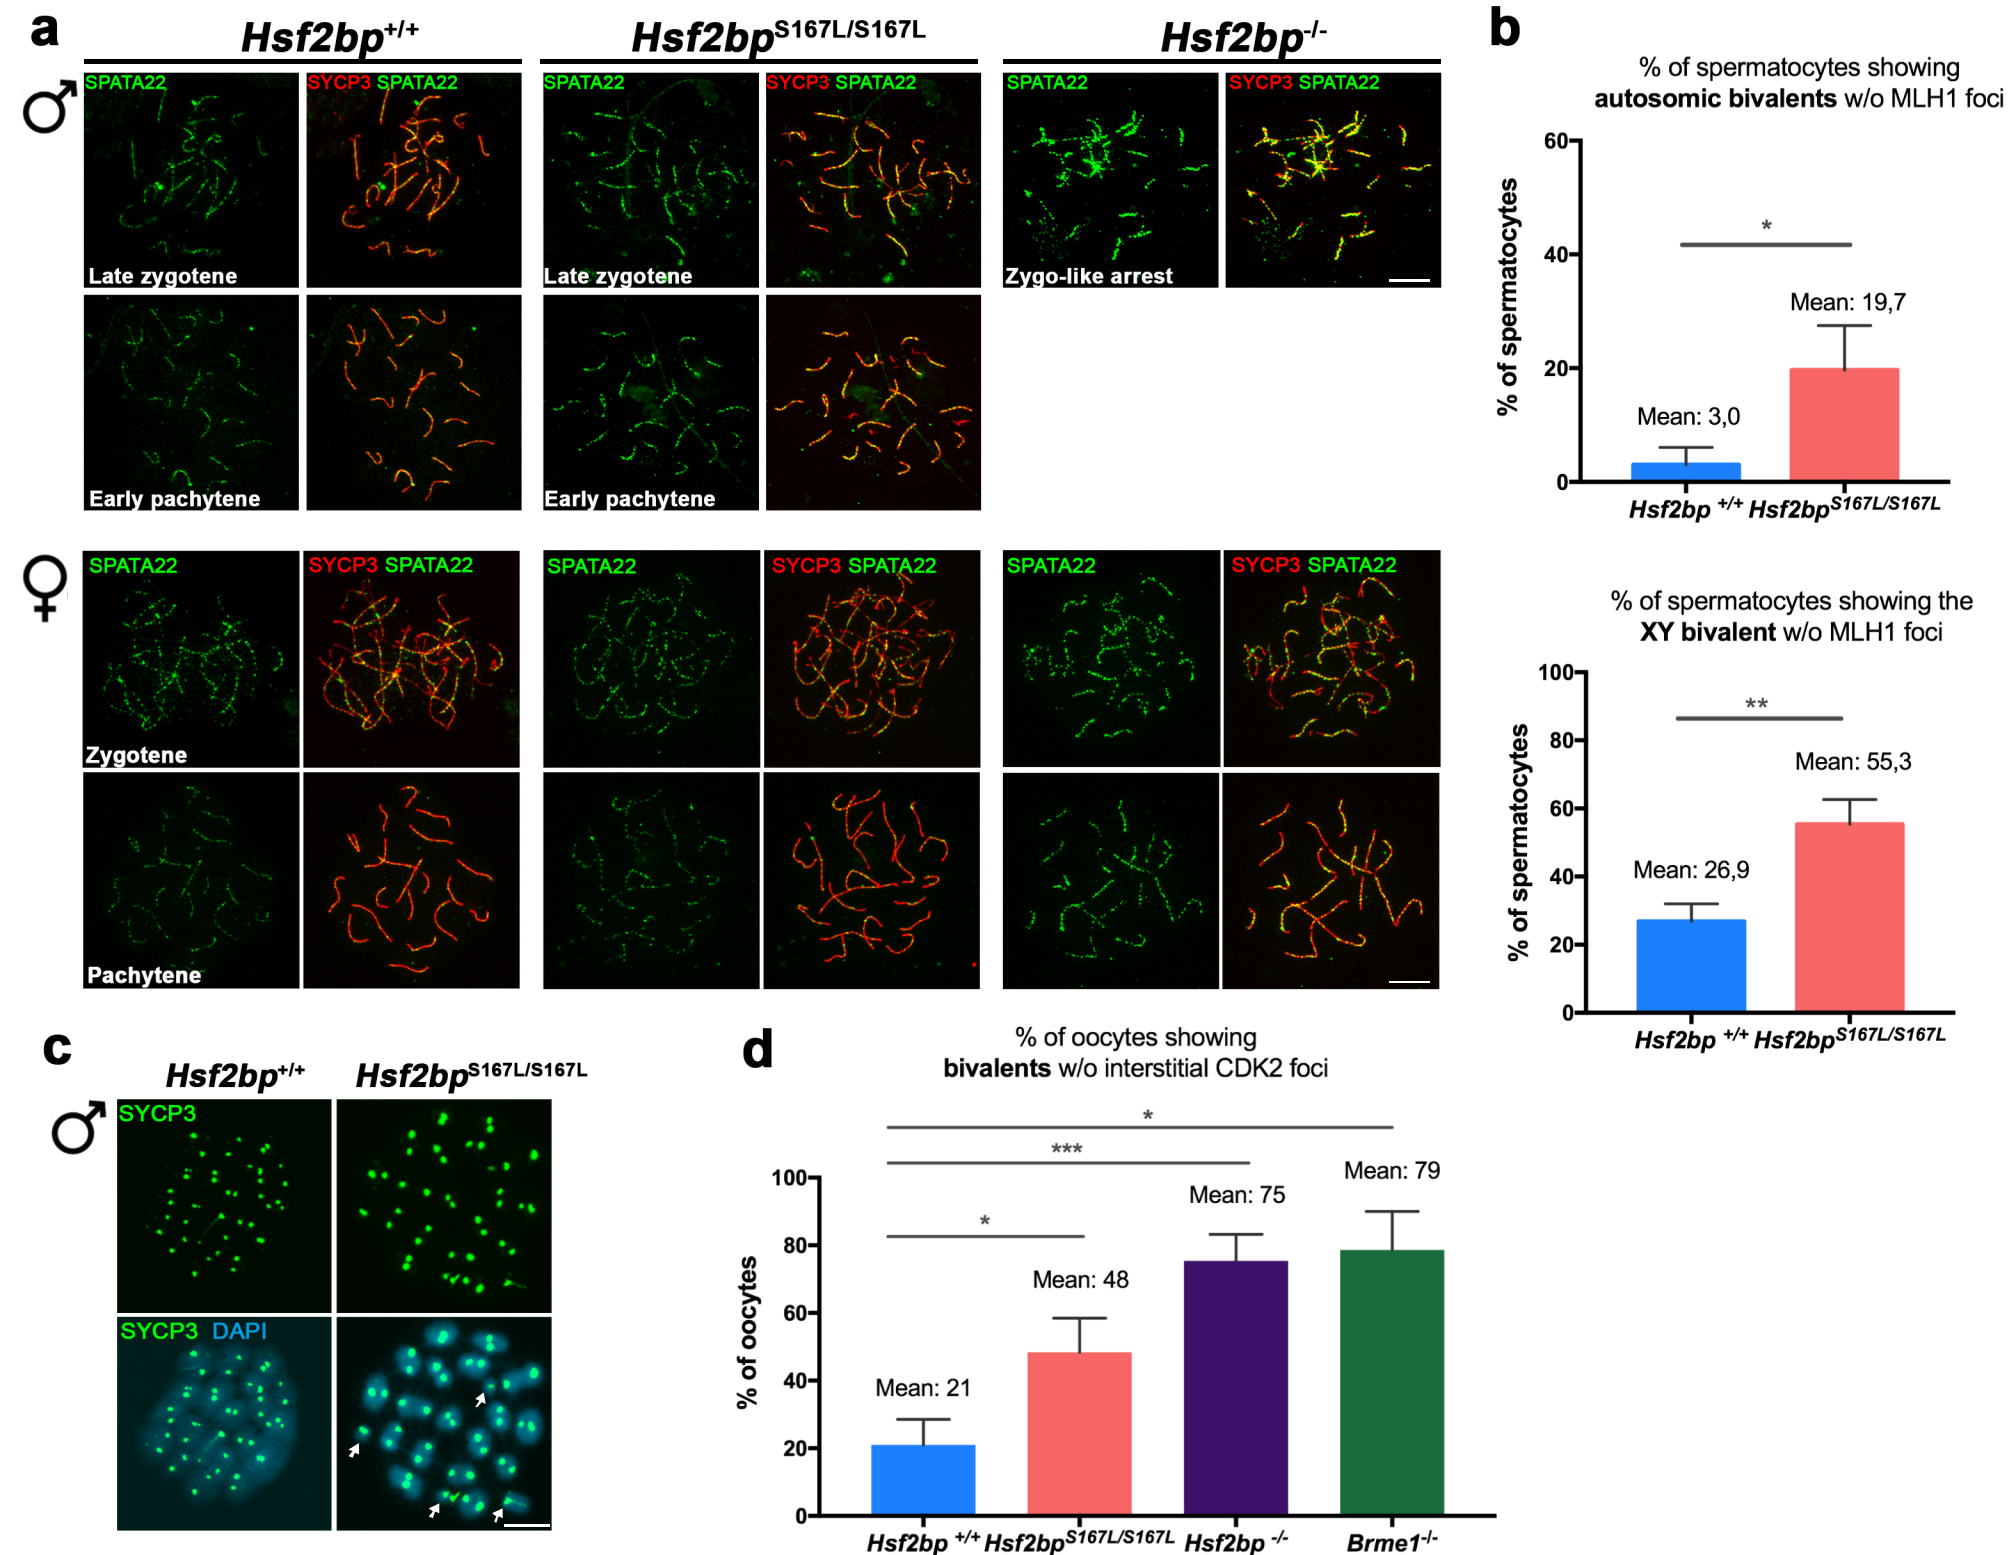 a
Hsf2bp+/+
Hsf2bpS167L/S167L
Hsf2bp-/-
♂
SPATA22
SYCP3 SPATA22
SPATA22
SYCP3 SPATA22
SPATA22
SYCP3 SPATA22
Late zygotene
Late zygotene
Zygo-like arrest
Early pachytene
Early pachytene
♀
SPATA22
SYCP3 SPATA22
SPATA22
SYCP3 SPATA22
SPATA22
SYCP3 SPATA22
Zygotene
Pachytene
b
% of spermatocytes showing
autosomic bivalents w/o MLH1 foci
% of spermatocytes
60
40
20
0
*
Mean: 3,0
Mean: 19,7
Hsf2bp +/+
Hsf2bpS167L/S167L
% of spermatocytes showing the
XY bivalent w/o MLH1 foci
% of spermatocytes
100
80
60
40
20
0
**
Mean: 26,9
Mean: 55,3
Hsf2bp +/+
Hsf2bpS167L/S167L
c
Hsf2bp+/+
Hsf2bpS167L/S167L
♂
SYCP3
SYCP3 DAPI
d
% of oocytes showing
bivalents w/o interstitial CDK2 foci
% of oocytes
100
80
60
40
20
0
*
***
*
Mean: 21
Mean: 48
Mean: 75
Mean: 79
Hsf2bp +/+
Hsf2bpS167L/S167L
Hsf2bp -/-
Brme1-/-